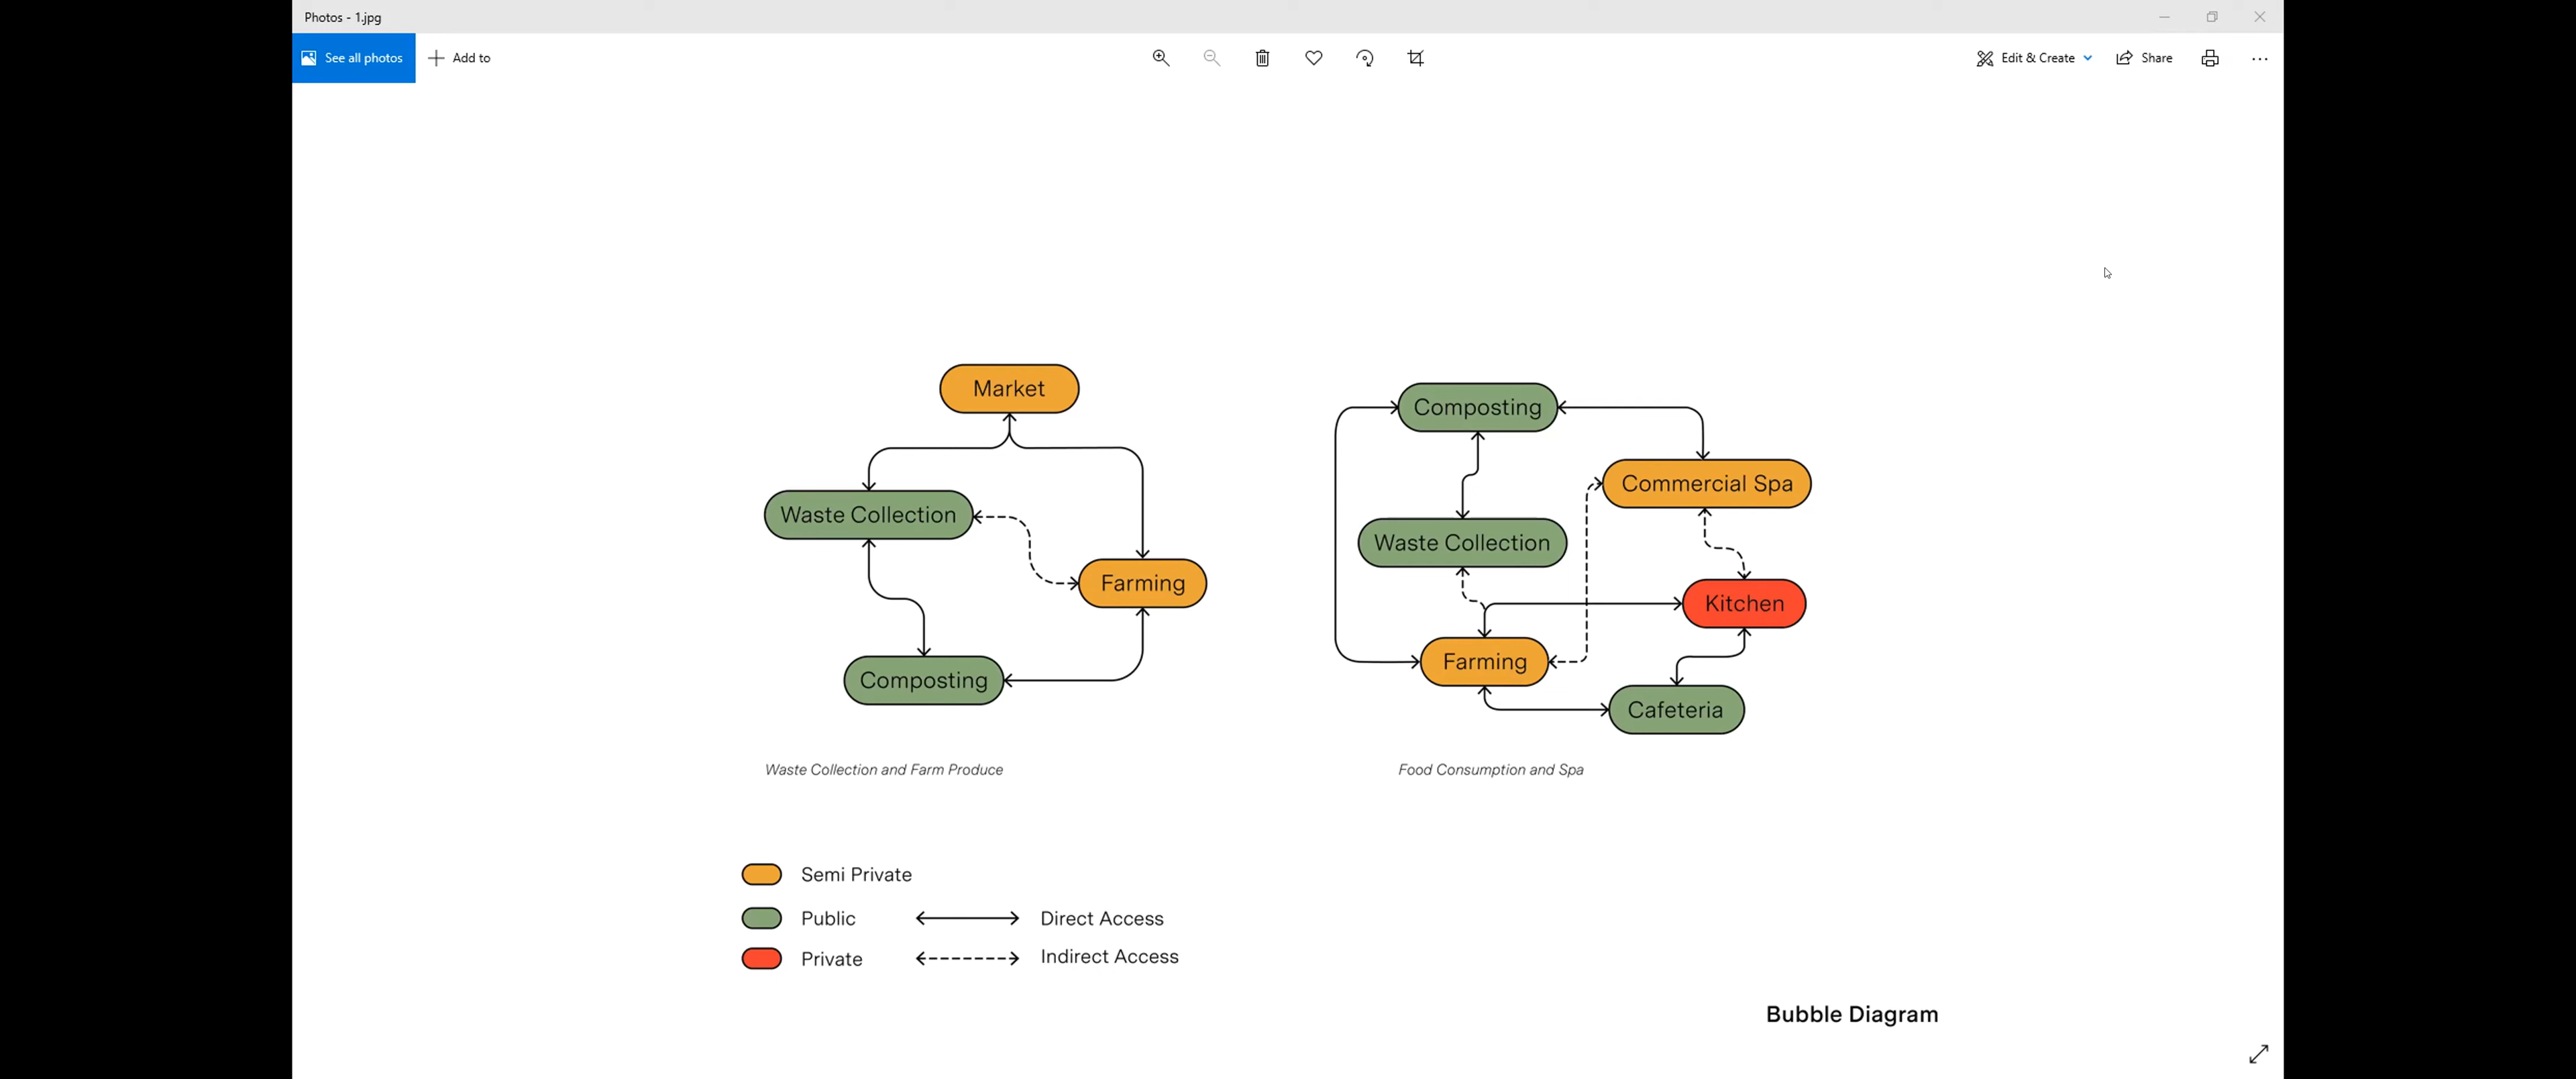 Photos - 1.jpg
See all photos
Add to
Edit & Create
Share
Market
Waste Collection
Farming
Composting
Waste Collection and Farm Produce
Composting
Commercial Spa
Waste Collection
Kitchen
Farming
Cafeteria
Food Consumption and Spa
Semi Private
Public
Direct Access
Private
Indirect Access
Bubble Diagram